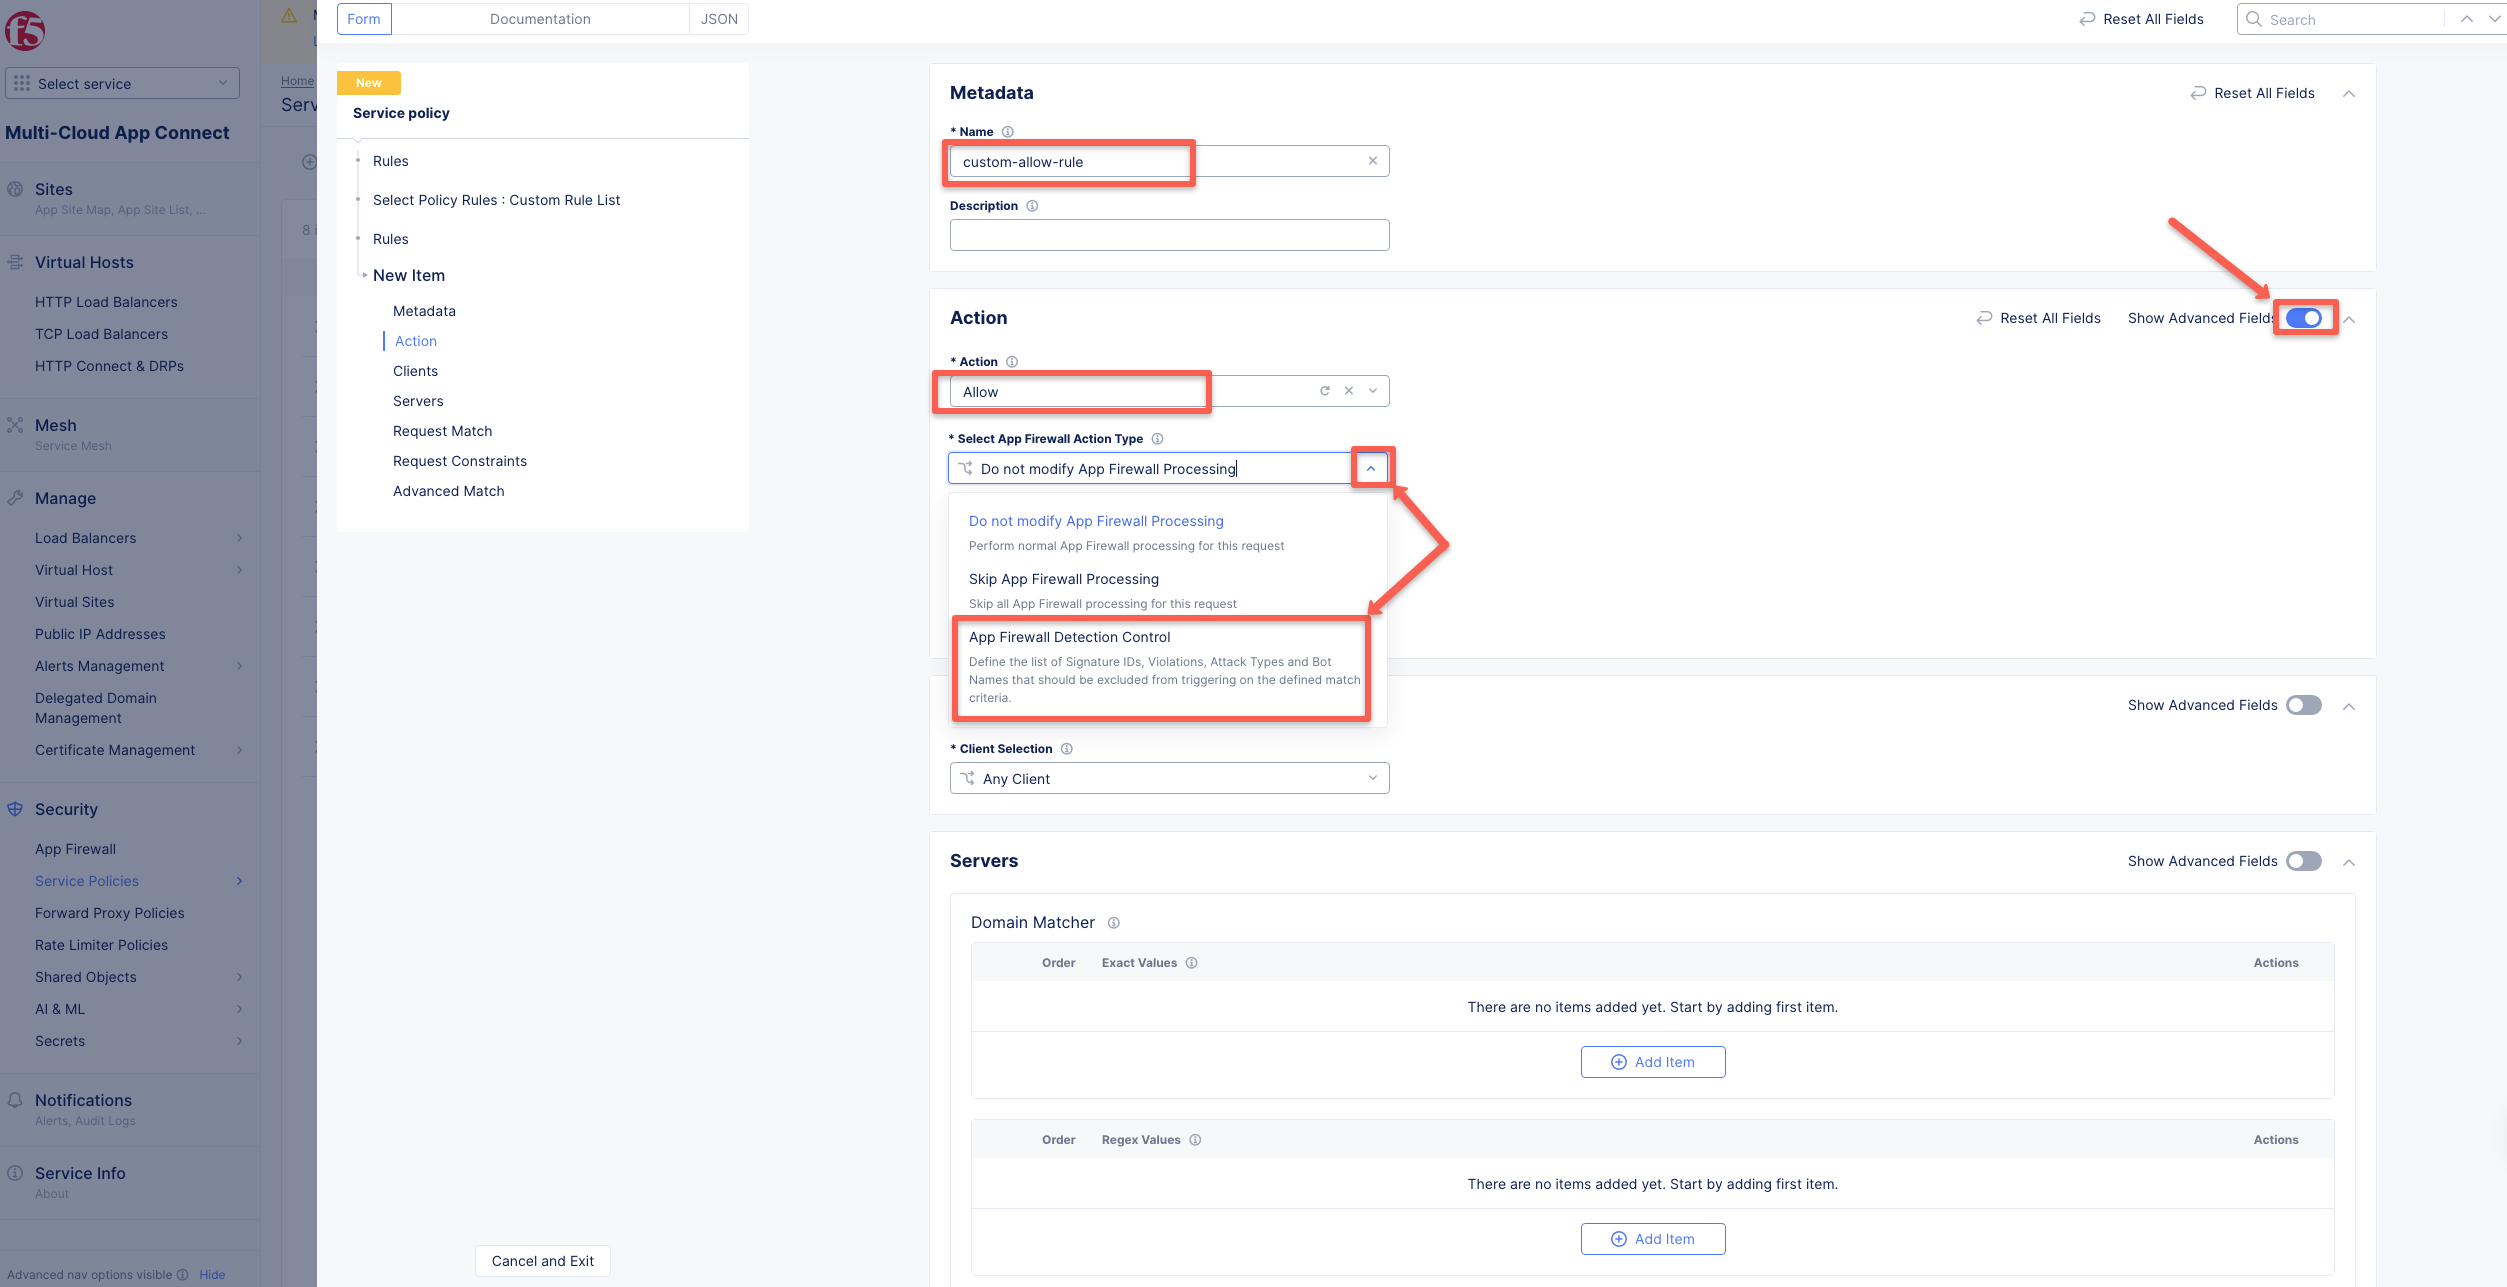 Form
Documentation
JSON
Reset All Fields
Search
f5
Select service
Multi-Cloud App Connect
Sites
App Site Map, App Site List, ...
Virtual Hosts
HTTP Load Balancers
TCP Load Balancers
HTTP Connect & DRPs
Mesh
Service Mesh
Manage
Load Balancers
Virtual Host
Virtual Sites
Public IP Addresses
Alerts Management
Delegated Domain
Management
Certificate Management
Security
App Firewall
Service Policies
Forward Proxy Policies
Rate Limiter Policies
Shared Objects
AI & ML
Secrets
Notifications
Alerts, Audit Logs
Service Info
About
Advanced nav options visible
Hide
Home
Serv
8 i
New
Service policy
Rules
Select Policy Rules : Custom Rule List
Rules
New Item
Metadata
Action
Clients
Servers
Request Match
Request Constraints
Advanced Match
Cancel and Exit
Metadata
Reset All Fields
* Name
custom-allow-rule
Description
Action
Reset All Fields
Show Advanced Fields
* Action
Allow
* Select App Firewall Action Type
Do not modify App Firewall Processing
Do not modify App Firewall Processing
Perform normal App Firewall processing for this request
Skip App Firewall Processing
Skip all App Firewall processing for this request
App Firewall Detection Control
Define the list of Signature IDs, Violations, Attack Types and Bot
Names that should be excluded from triggering on the defined match
criteria.
Show Advanced Fields
* Client Selection
Any Client
Servers
Show Advanced Fields
Domain Matcher
Order
Exact Values
Actions
There are no items added yet. Start by adding first item.
Add Item
Order
Regex Values
Actions
There are no items added yet. Start by adding first item.
Add Item